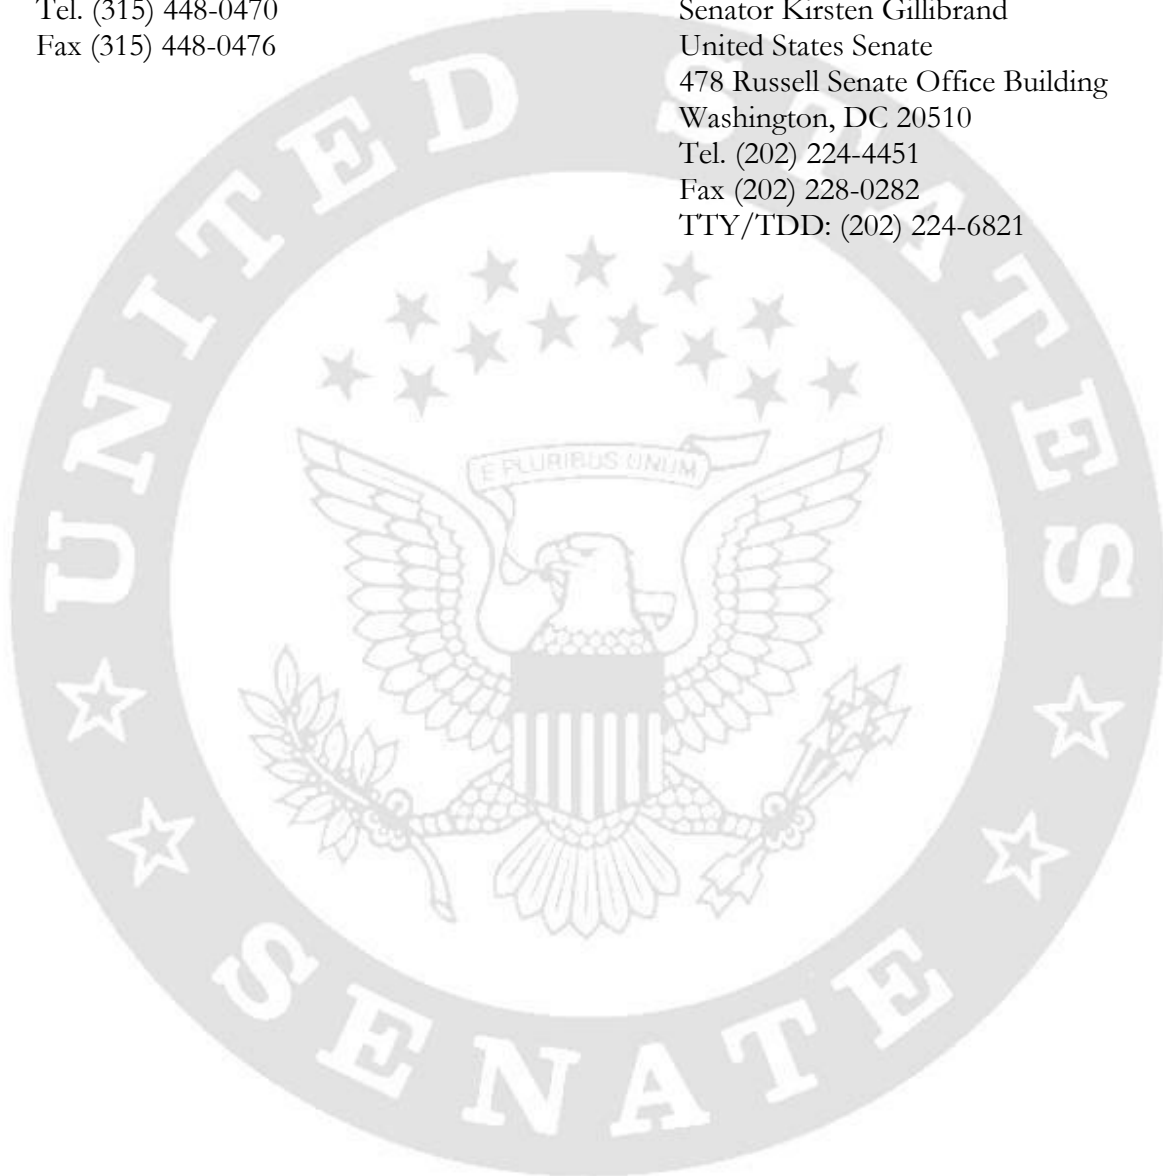 Tel. (315) 448-0470
Fax (315) 448-0476
Senator Kirsten Gillibrand
United States Senate
478 Russell Senate Office Building
Washington, DC 20510
Tel. (202) 224-4451
Fax (202) 228-0282
TTY/TDD: (202) 224-6821
UNITED STATES
E PLURIBUS UNUM
SENATE